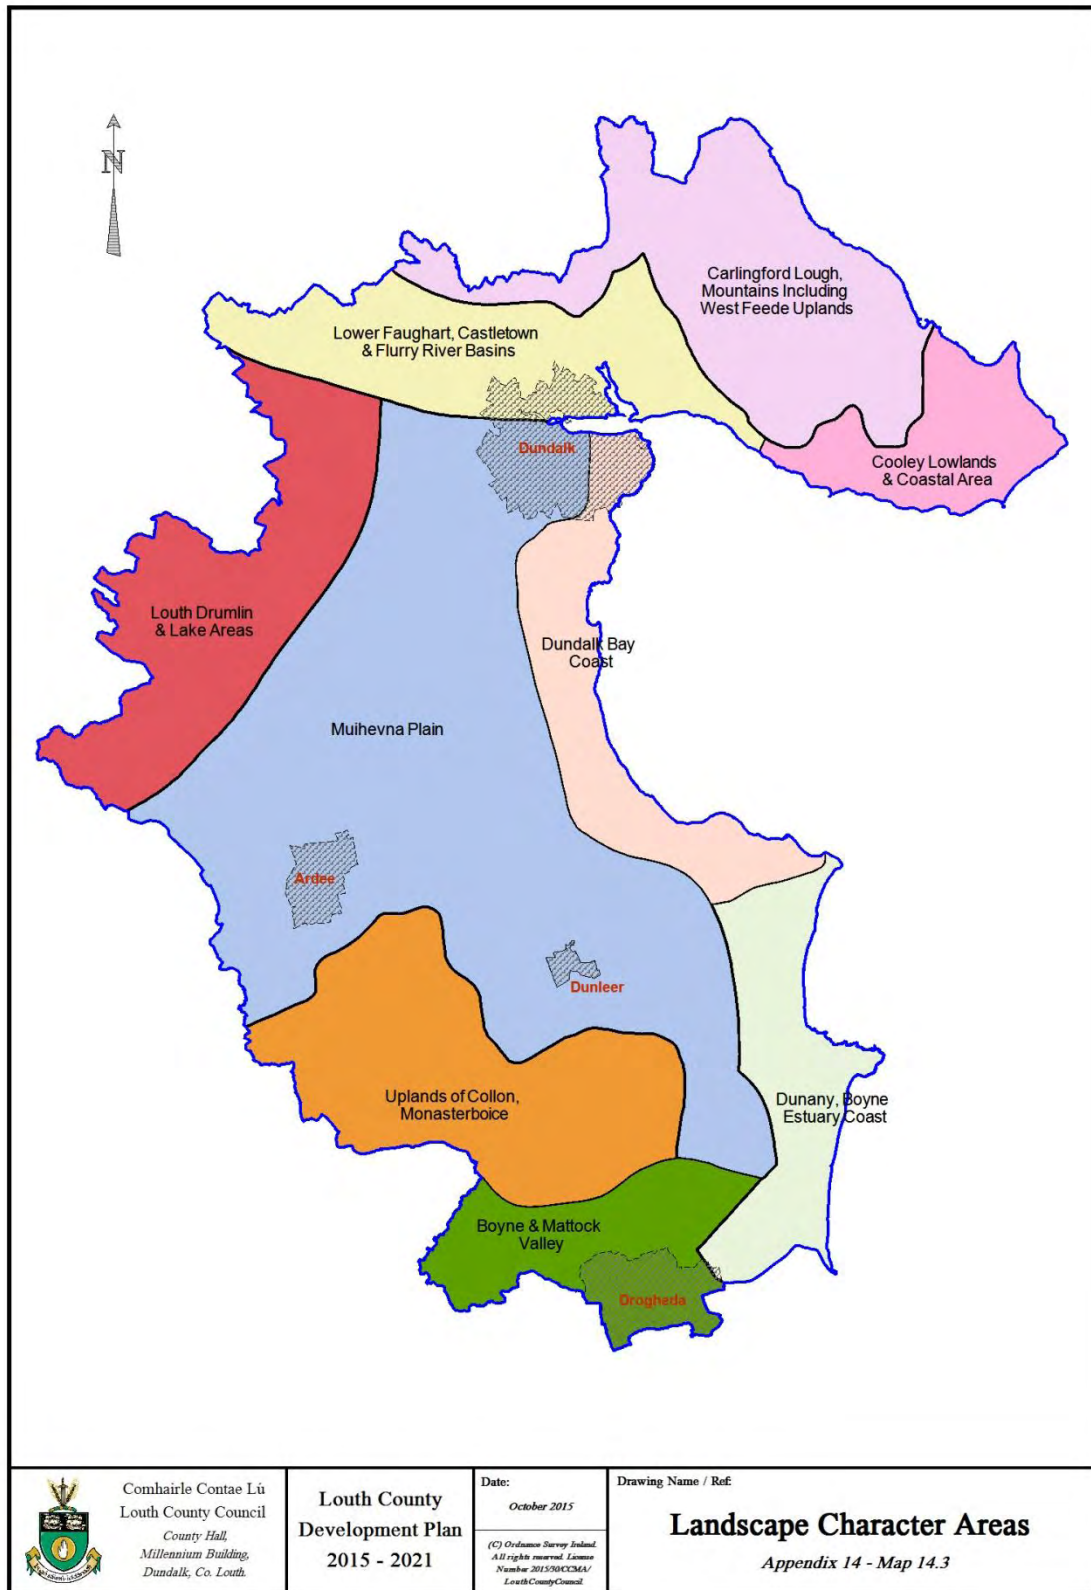 N
Carlingford Lough,
Mountains Including
West Feede Uplands
Lower Faughart, Castletown
& Flurry River Basins
Dundalk
Cooley Lowlands
& Coastal Area
Louth Drumlin
& Lake Areas
Dundalk Bay
Coast
Muihevna Plain
Ardee
Dunleer
Uplands of Collon,
Monasterboice
Dunany, Boyne
Estuary Coast
Boyne & Mattock
Valley
Drogheda
Comhairle Contae Lú
Louth County Council
County Hall,
Millennium Building,
Dundalk, Co. Louth.
Louth County
Development Plan
2015 - 2021
Date:
October 2015
(C) Ordnance Survey Ireland.
All rights reserved. License
Number 2015/30/CCMA/
LouthCountyCouncil
Drawing Name / Ref:
Landscape Character Areas
Appendix 14 - Map 14.3